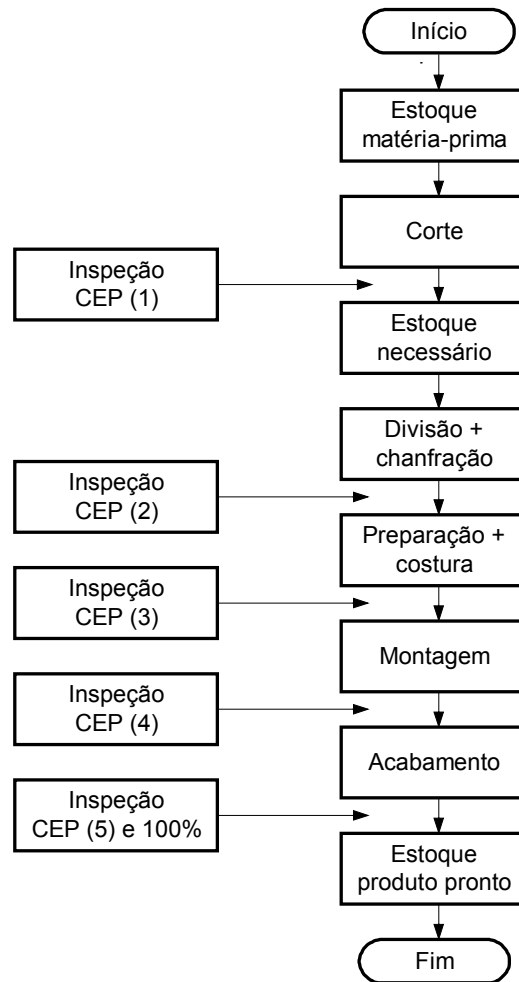 Início
Estoque
matéria-prima
Corte
Inspeção
CEP (1)
Estoque
necessário
Divisão +
chanfração
Inspeção
CEP (2)
Preparação +
costura
Inspeção
CEP (3)
Montagem
Inspeção
CEP (4)
Acabamento
Inspeção
CEP (5) e 100%
Estoque
produto pronto
Fim